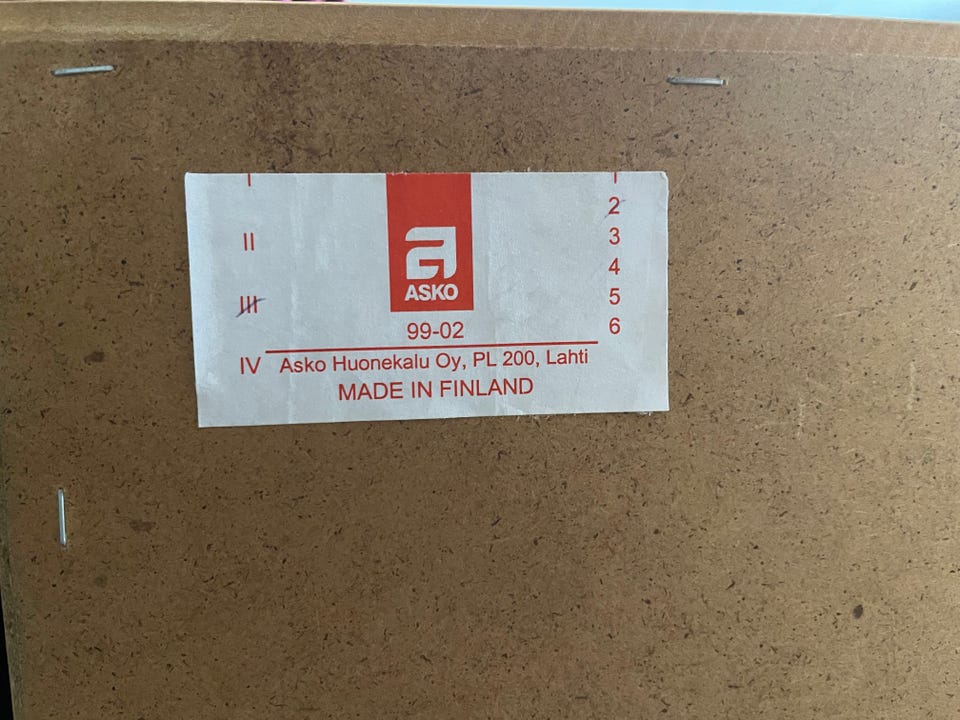 I
1
2
II
3
4
a
ASKO
III
5
99-02
6
IV Asko Huonekalu Oy, PL 200, Lahti
MADE IN FINLAND